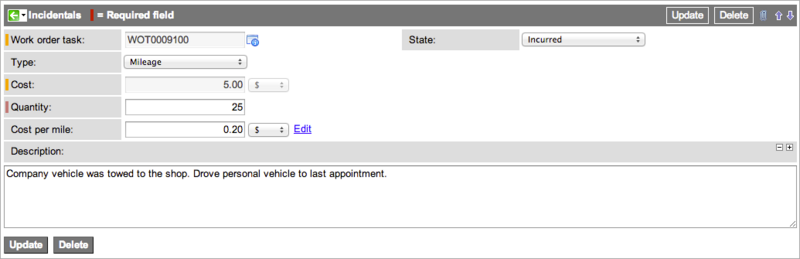 Incidentals = Required field Update Delete
Work order task: WOT0009100 State: Incurred
Type: Mileage
Cost: 5.00 $
Quantity: 25
Cost per mile: 0.20 $ Edit
Description:
Company vehicle was towed to the shop. Drove personal vehicle to last appointment.
Update Delete